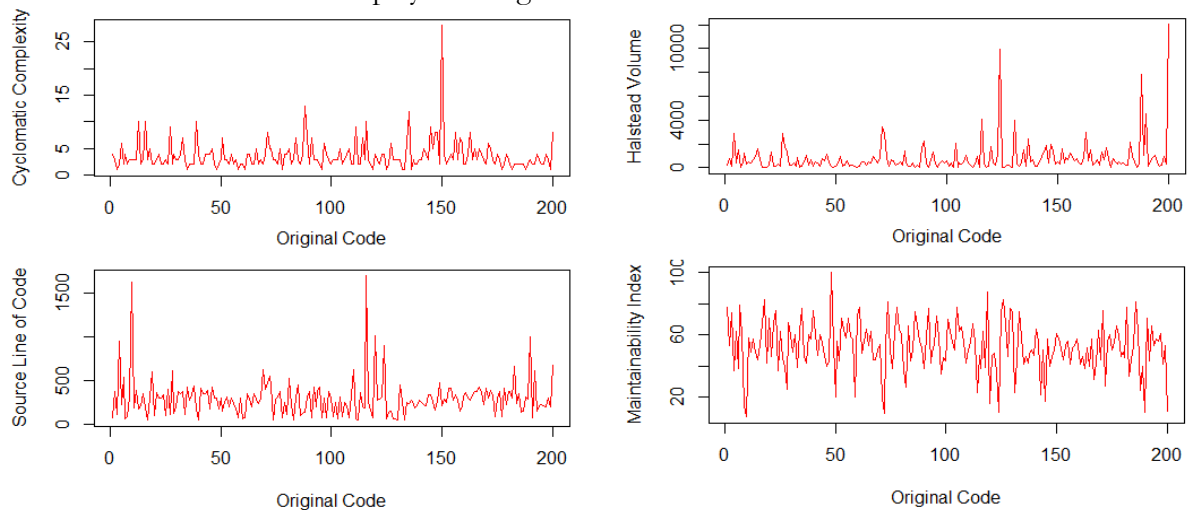 Cyclomatic Complexity
25
15
5
0
0 50 100 150 200
Original Code
Halstead Volume
10000
4000
0
0 50 100 150 200
Original Code
Source Line of Code
1500
500
0
0 50 100 150 200
Original Code
Maintainability Index
100
60
20
0 50 100 150 200
Original Code